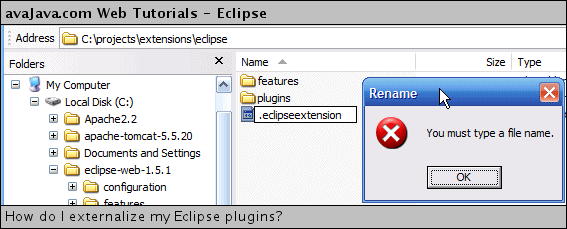 avaJava.com Web Tutorials - Eclipse
Address C:\projects\extensions\eclipse
Folders
Name Size Type
My Computer
Local Disk (C:)
Apache2.2
apache-tomcat-5.5.20
Documents and Settings
eclipse-web-1.5.1
configuration
features
features
plugins
.eclipseextension
Rename
You must type a file name.
OK
How do I externalize my Eclipse plugins?